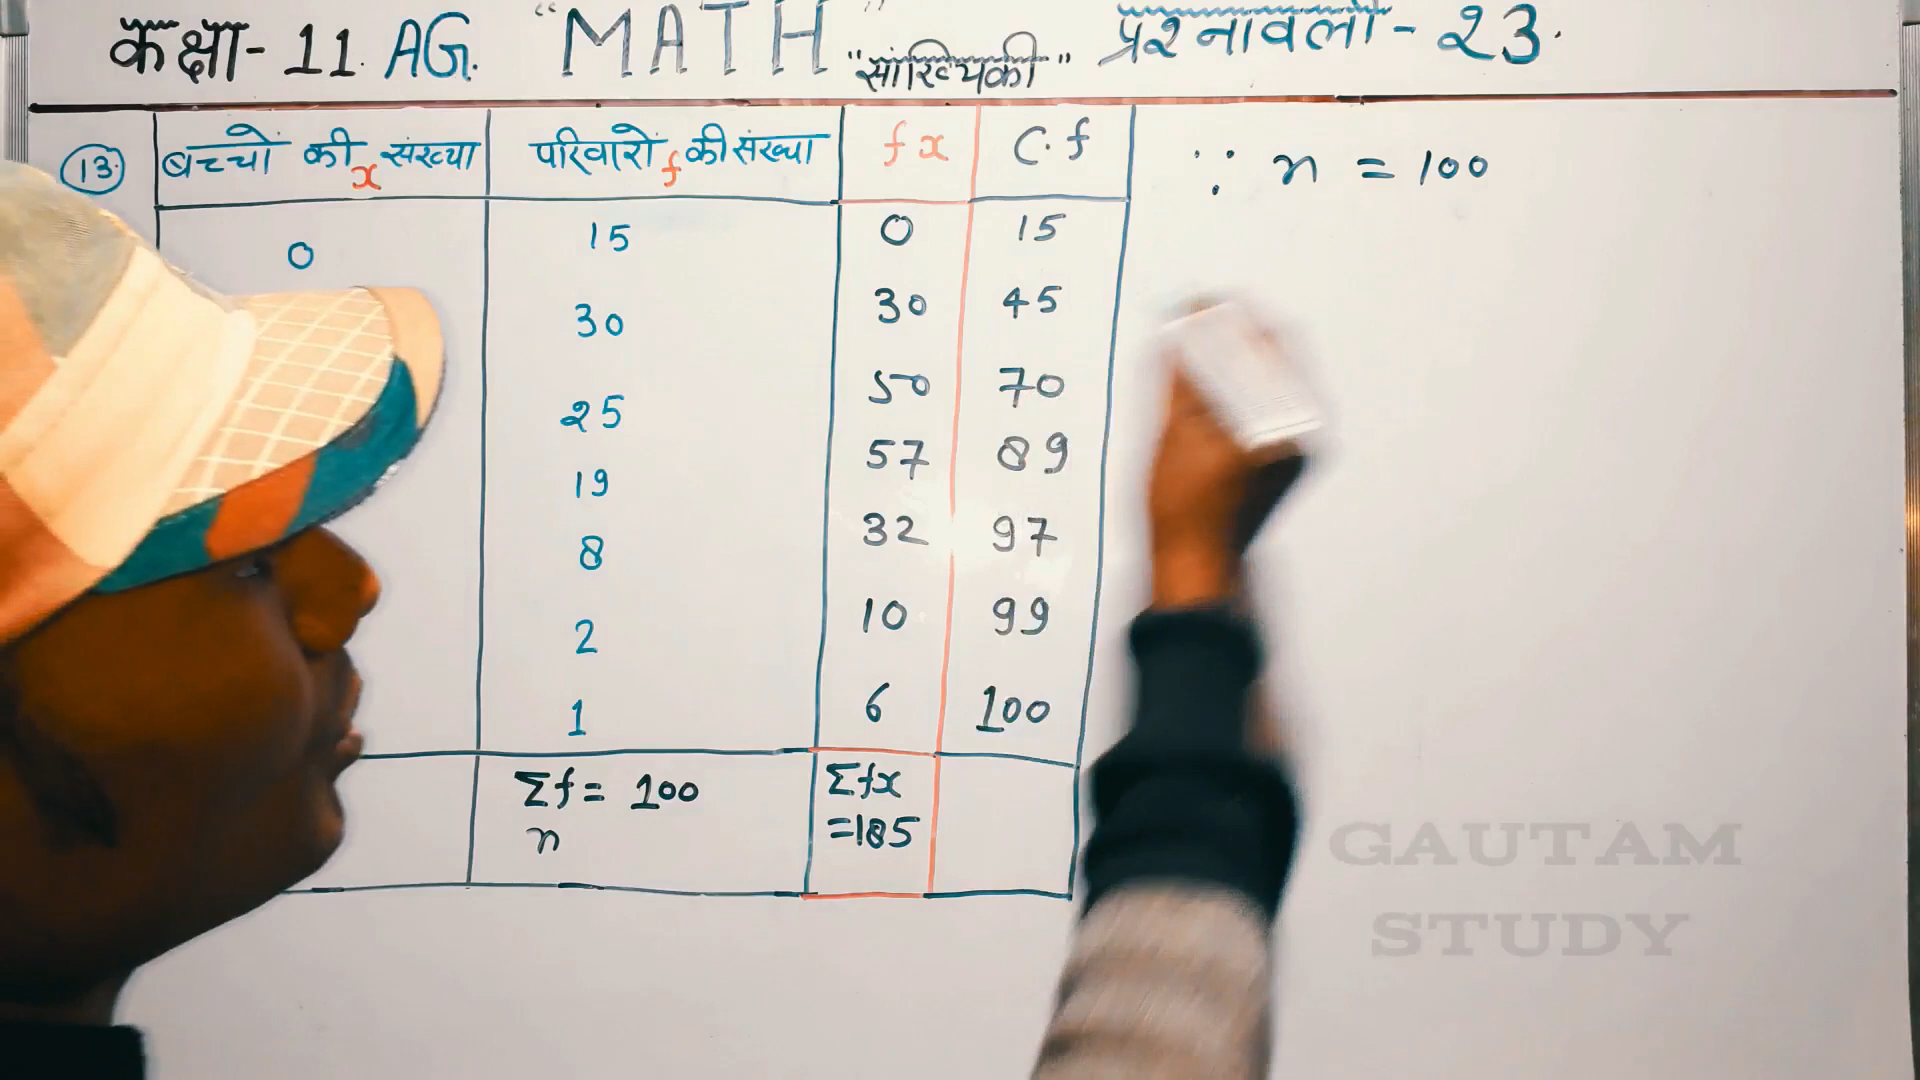 कक्षा- 11. AG. "MATH" "सांख्यिकी" प्रश्नावली- 23.
13. बच्चों की संख्या x परिवारों की संख्या f fx C.f ∵ n = 100
0 15 0 15
30 30 45
25 50 70
19 57 89
8 32 97
2 10 99
1 6 100
Σf = 100 Σfx
n =185
GAUTAM
STUDY